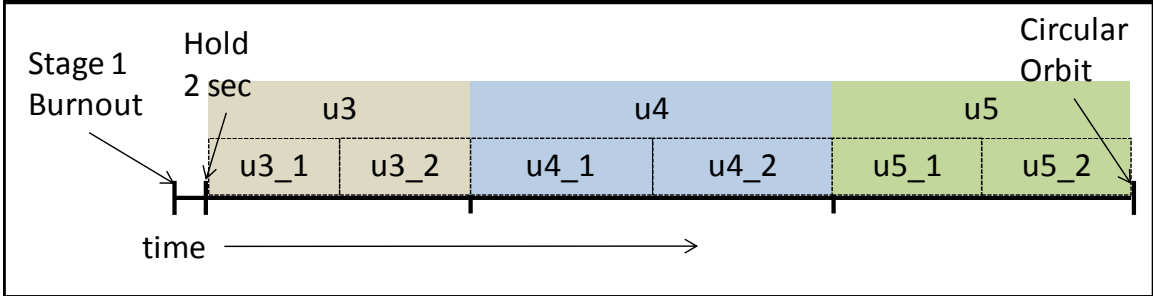 Stage 1
Burnout
Hold
2 sec
Circular
Orbit
u3
u4
u5
u3_1
u3_2
u4_1
u4_2
u5_1
u5_2
time